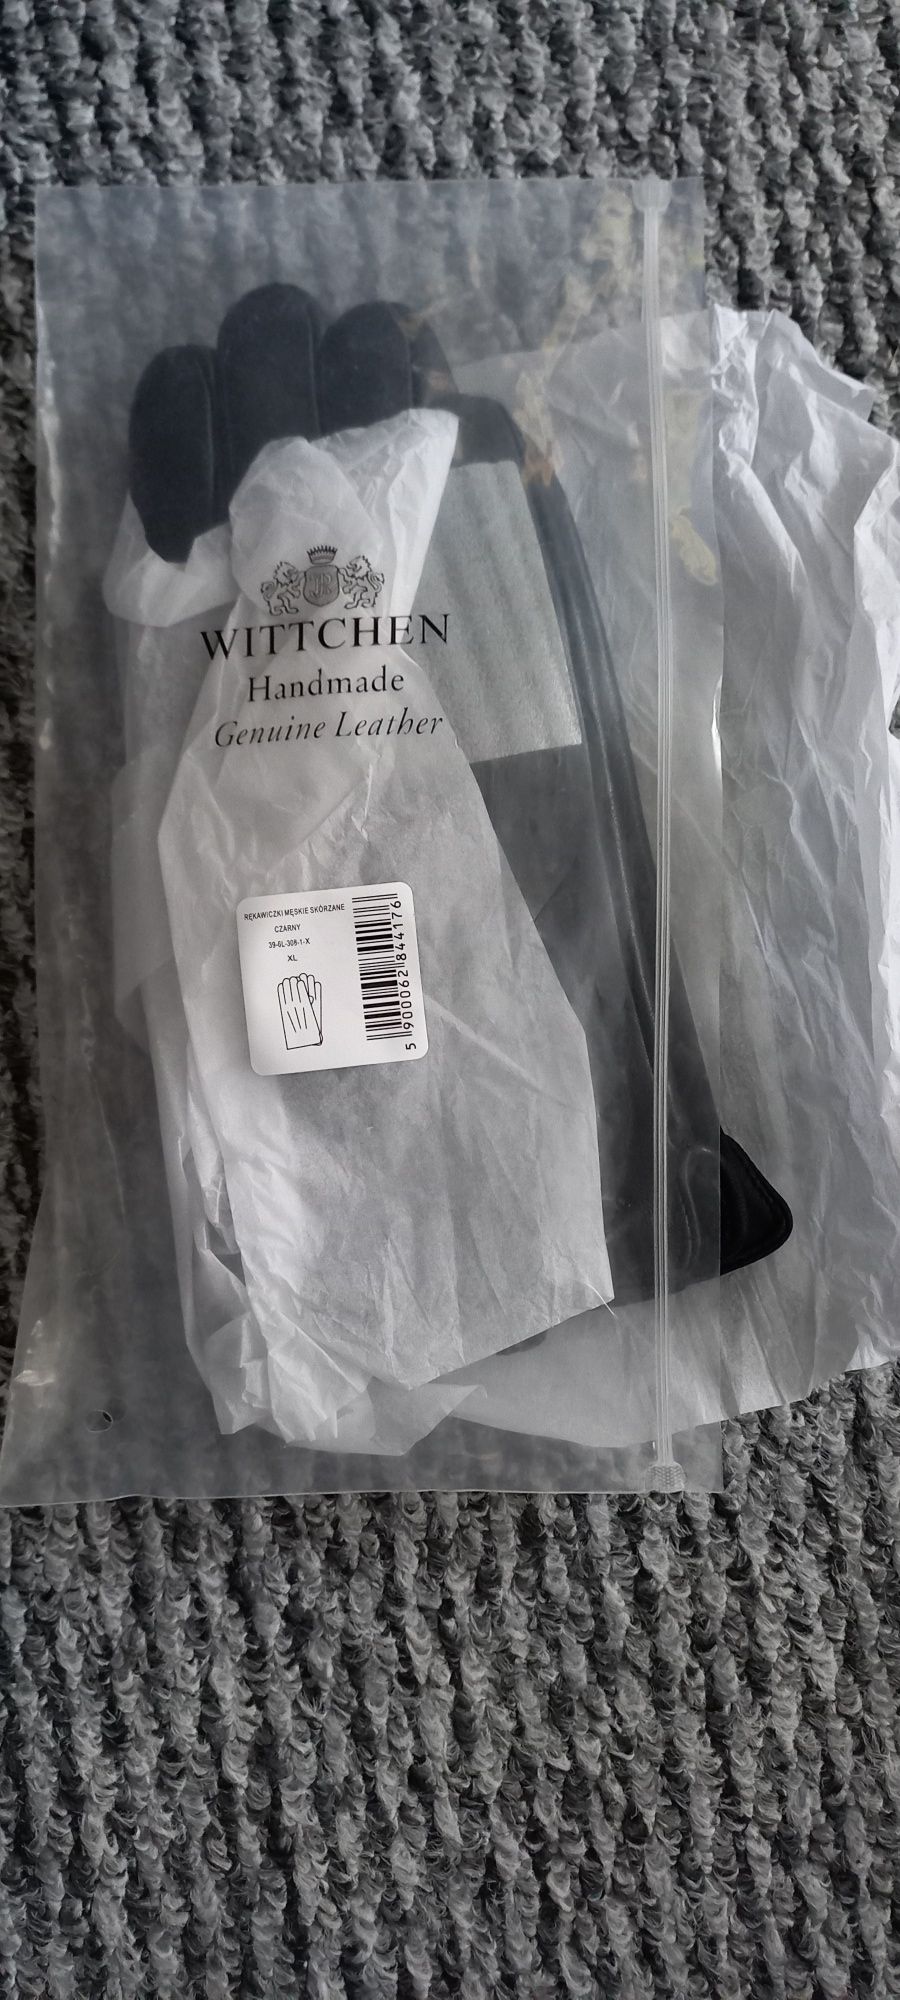 WITTCHEN
Handmade
Genuine Leather
RĘKAWICZKI MĘSKIE SKÓRZANE
CZARNY
39-6L-308-1-X
XL
5 900062 844176